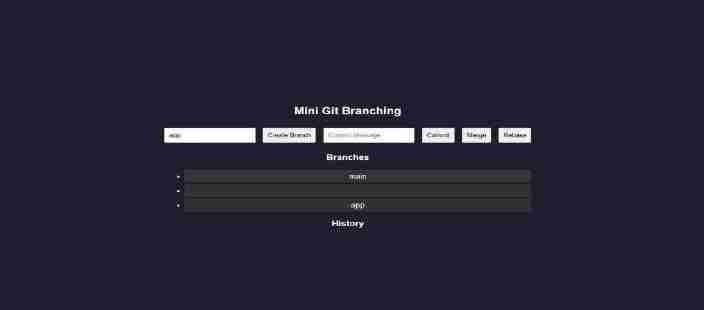 Mini Git Branching
app Create Branch Commit Message Commit Merge Rebase
Branches
main
app
History